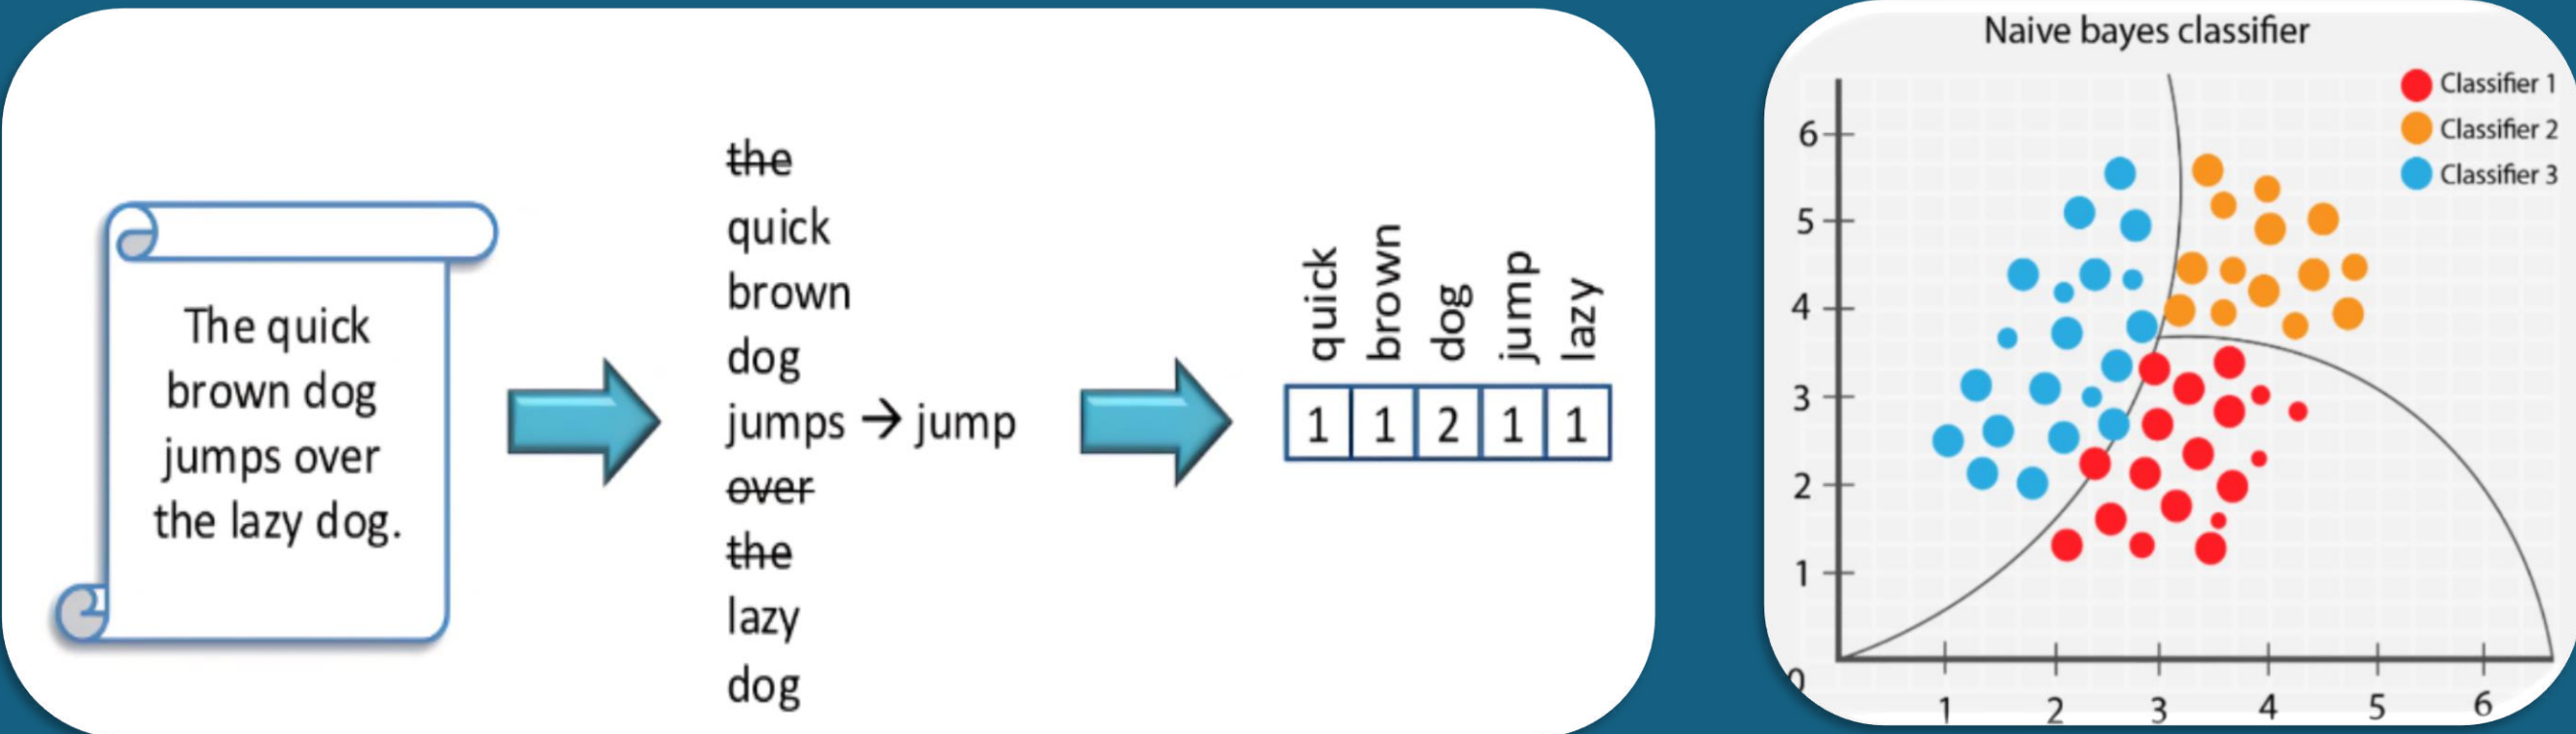 The quick
brown dog
jumps over
the lazy dog.
the
quick
brown
dog
jumps → jump
over
the
lazy
dog
quick brown dog jump lazy
1 1 2 1 1
Naive bayes classifier
Classifier 1
Classifier 2
Classifier 3
6
5
4
3
2
1
0
1 2 3 4 5 6